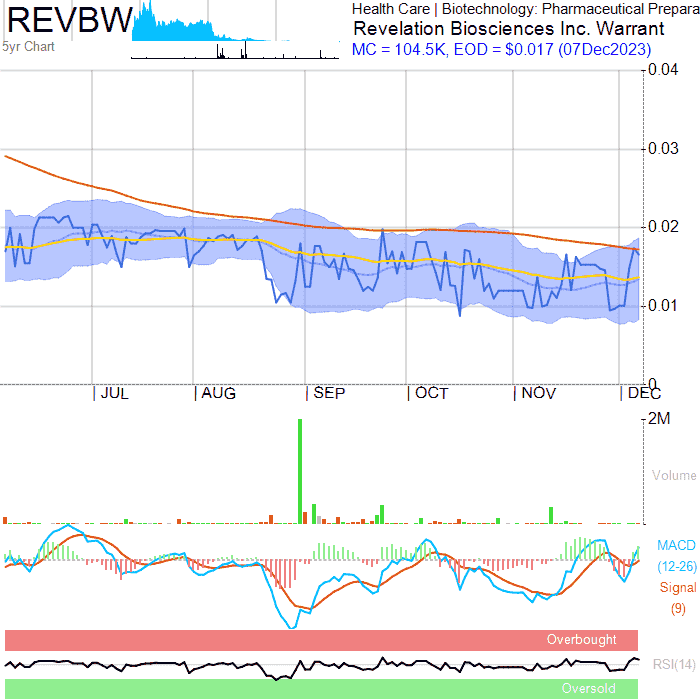 REVBW
5yr Chart
Health Care | Biotechnology: Pharmaceutical Prepara
Revelation Biosciences Inc. Warrant
MC = 104.5K, EOD = $0.017 (07Dec2023)
0.04
0.03
0.02
0.01
0
JUL
AUG
SEP
OCT
NOV
DEC
2M
Volume
MACD
(12-26)
Signal
(9)
Overbought
RSI(14)
Oversold